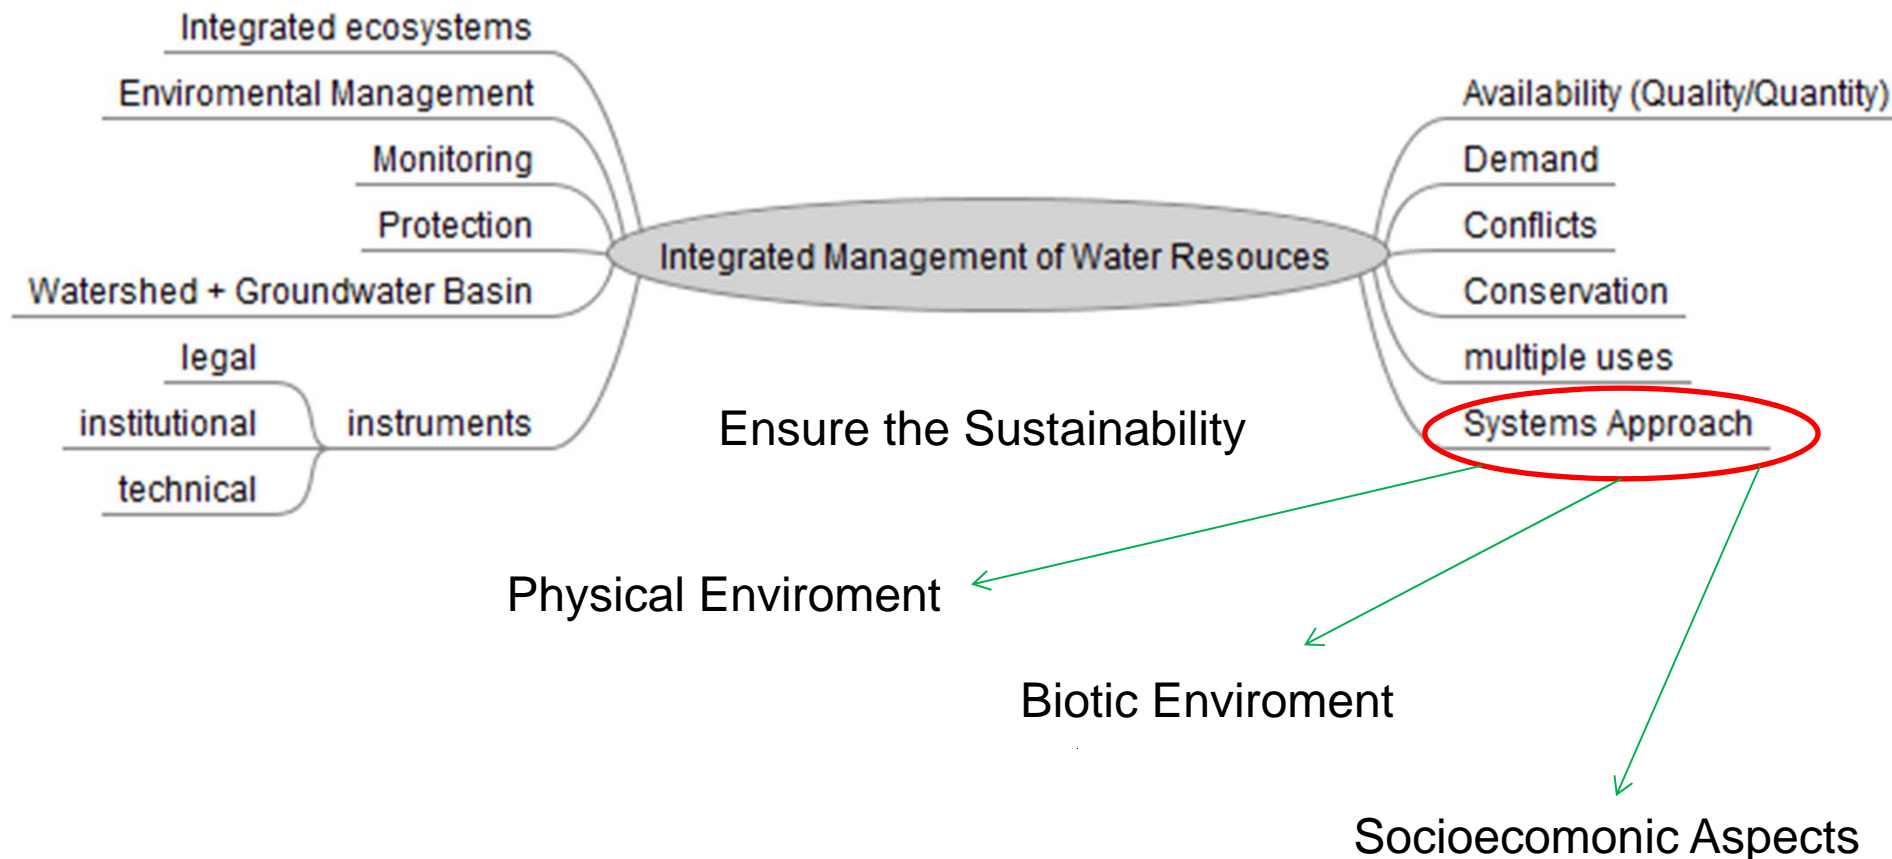 Integrated ecosystems
Enviromental Management
Monitoring
Protection
Watershed + Groundwater Basin
legal
institutional
technical
instruments
Integrated Management of Water Resouces
Availability (Quality/Quantity)
Demand
Conflicts
Conservation
multiple uses
Systems Approach
Ensure the Sustainability
Physical Enviroment
Biotic Enviroment
Socioecomonic Aspects